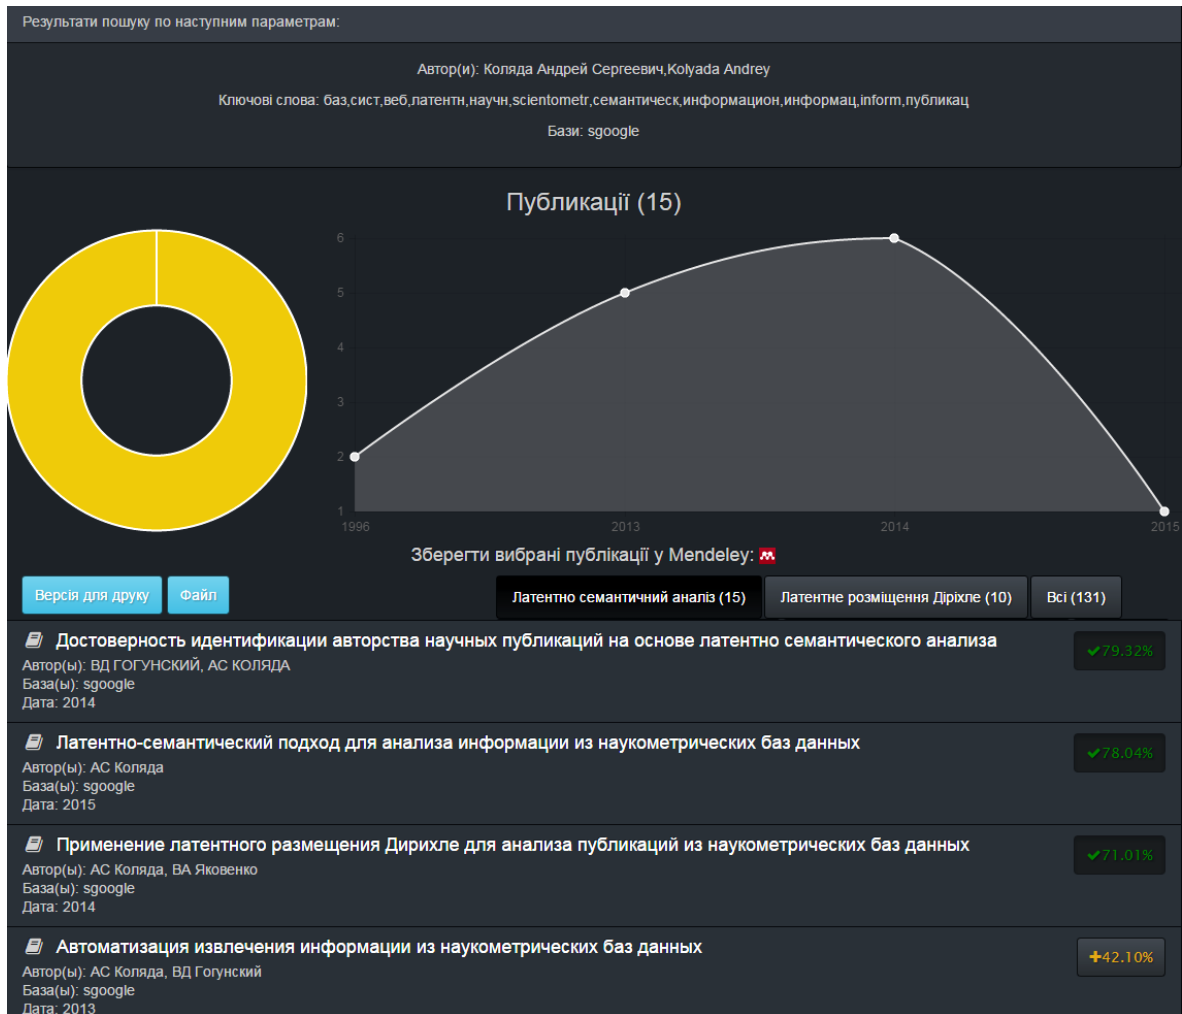 Результати пошуку по наступним параметрам:
Автор(и): Коляда Андрей Сергеевич,Kolyada Andrey
Ключові слова: баз,сист,веб,латентн,научн,scientometr,семантическ,информацион,информац,inform,публикац
Бази: sgoogle
Публикації (15)
6
5
4
3
2
1
1996 2013 2014 2015
Зберегти вибрані публікації у Mendeley:
Версія для друку Файл Латентно семантичний аналіз (15) Латентне розміщення Діріхле (10) Всі (131)
Достоверность идентификации авторства научных публикаций на основе латентно семантического анализа
79.32%
Автор(ы): ВД ГОГУНСКИЙ, АС КОЛЯДА
База(ы): sgoogle
Дата: 2014
Латентно-семантический подход для анализа информации из наукометрических баз данных
78.04%
Автор(ы): АС Коляда
База(ы): sgoogle
Дата: 2015
Применение латентного размещения Дирихле для анализа публикаций из наукометрических баз данных
71.01%
Автор(ы): АС Коляда, ВА Яковенко
База(ы): sgoogle
Дата: 2014
Автоматизация извлечения информации из наукометрических баз данных
+42.10%
Автор(ы): АС Коляда, ВД Гогунский
База(ы): sgoogle
Дата: 2013